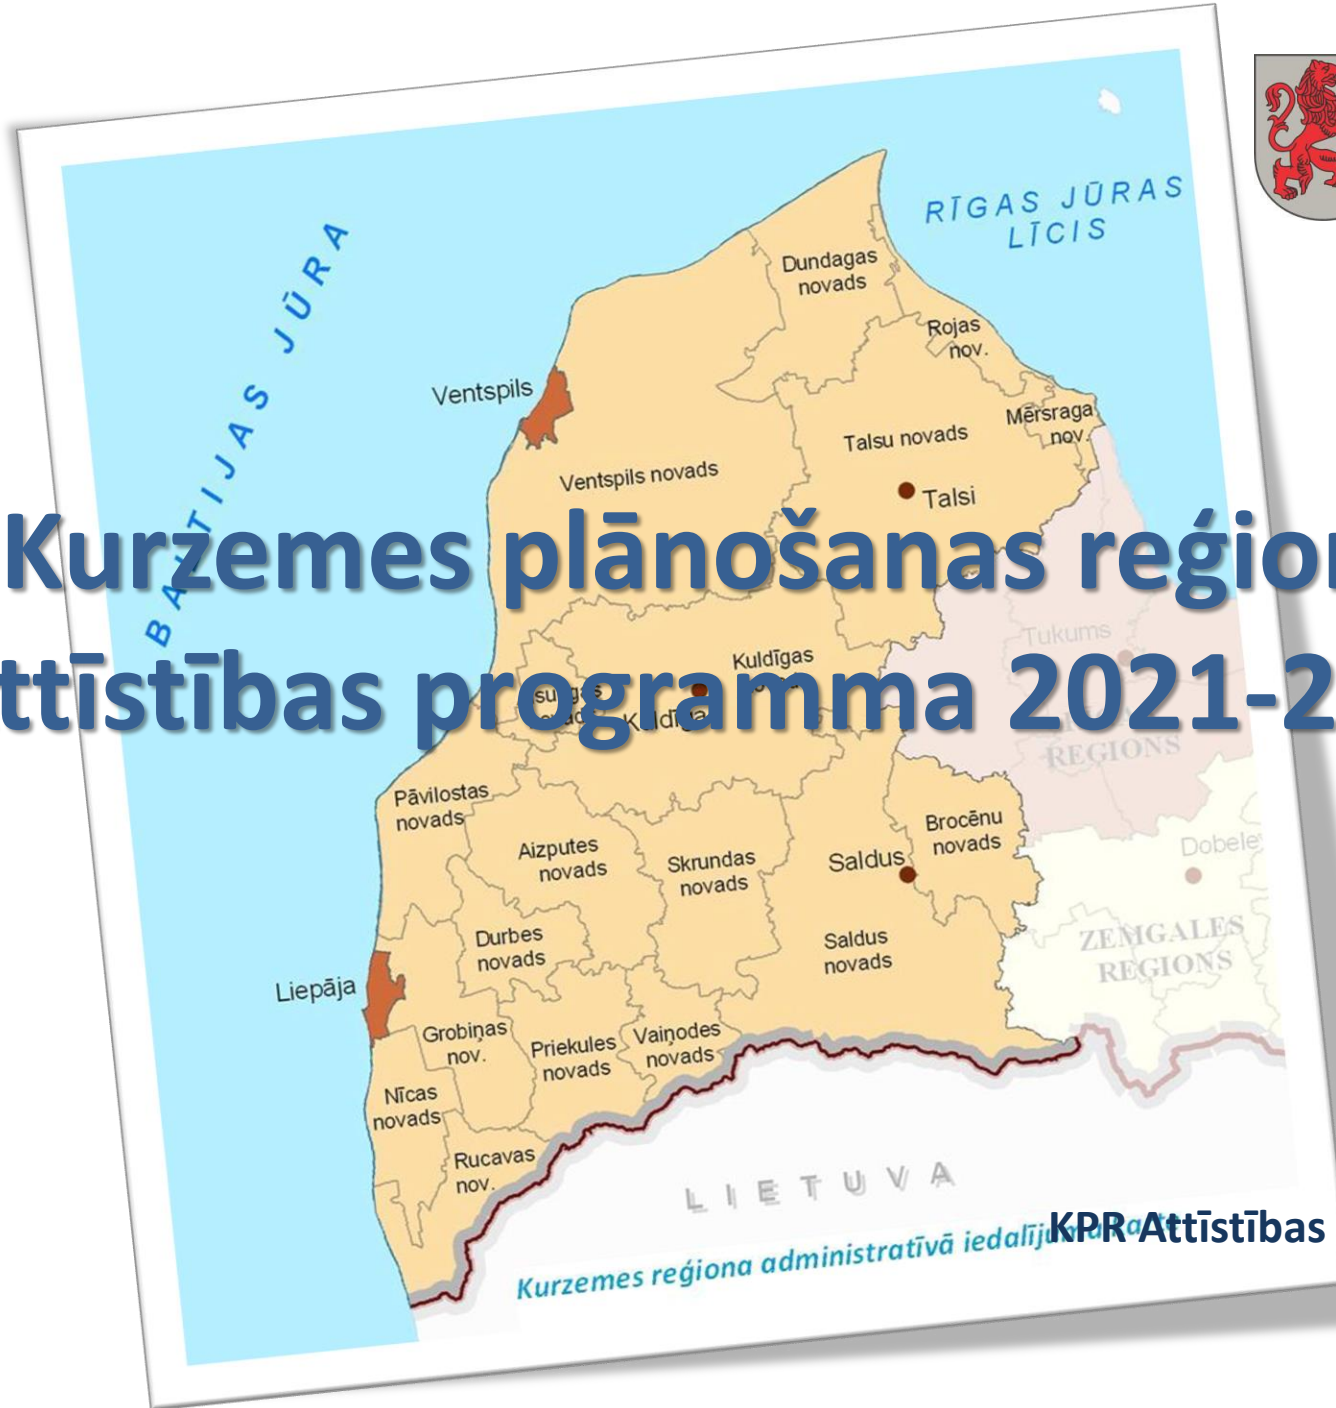 RĪGAS JŪRAS
LĪCIS
BALTIJAS JŪRA
Dundagas
novads
Rojas
nov.
Ventspils
Mērsraga
nov.
Talsu novads
Ventspils novads
Talsi
Kurzemes plānošanas reģion
ttīstības programma 2021-2
Tukums
Kuldīgas
Kuldīga
REGIONS
Pāvilostas
novads
Aizputes
novads
Skrundas
novads
Saldus
Brocēnu
novads
Dobele
Durbes
novads
Saldus
novads
ZEMGALES
REGIONS
Liepāja
Grobiņas
nov.
Priekules
novads
Vaiņodes
novads
Nīcas
novads
Rucavas
nov.
LIETUVA
KPR Attīstības
Kurzemes reģiona administratīvā iedalījuma karte